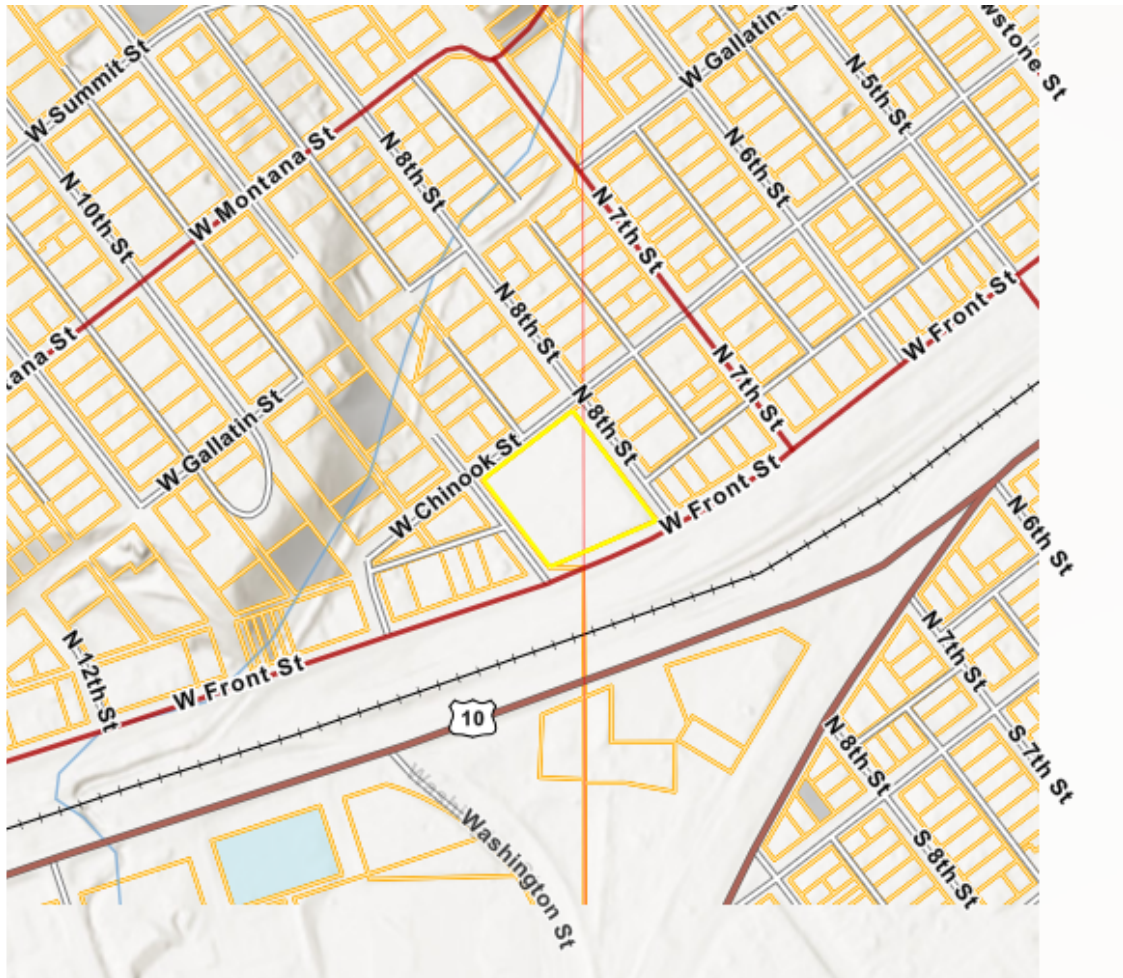 W Summit St
W Gallatin S
wstone St
N 5th St
N 10th St
N 8th St
N 6th St
W Montana St
N 7th St
N 8th St
W Front St
tana St
N 7th St
N 8th St
W Gallatin St
W Chinook St
W Front St
N 6th St
N 12th St
W Front St
10
N 7th St
N 8th St
S 7th St
Washi
Washington St
S 8th St